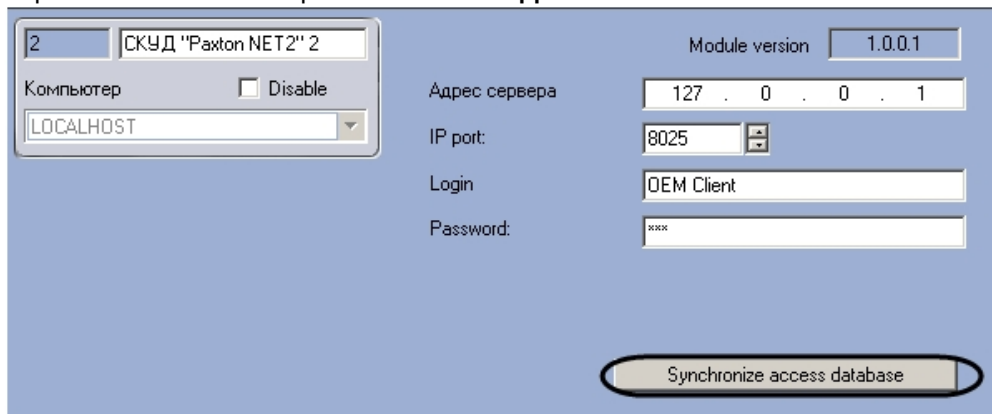 2 СКУД "Paxton NET2" 2
Компьютер Disable
LOCALHOST
Module version 1.0.0.1
Адрес сервера 127 . 0 . 0 . 1
IP port: 8025
Login OEM Client
Password: ×××
Synchronize access database